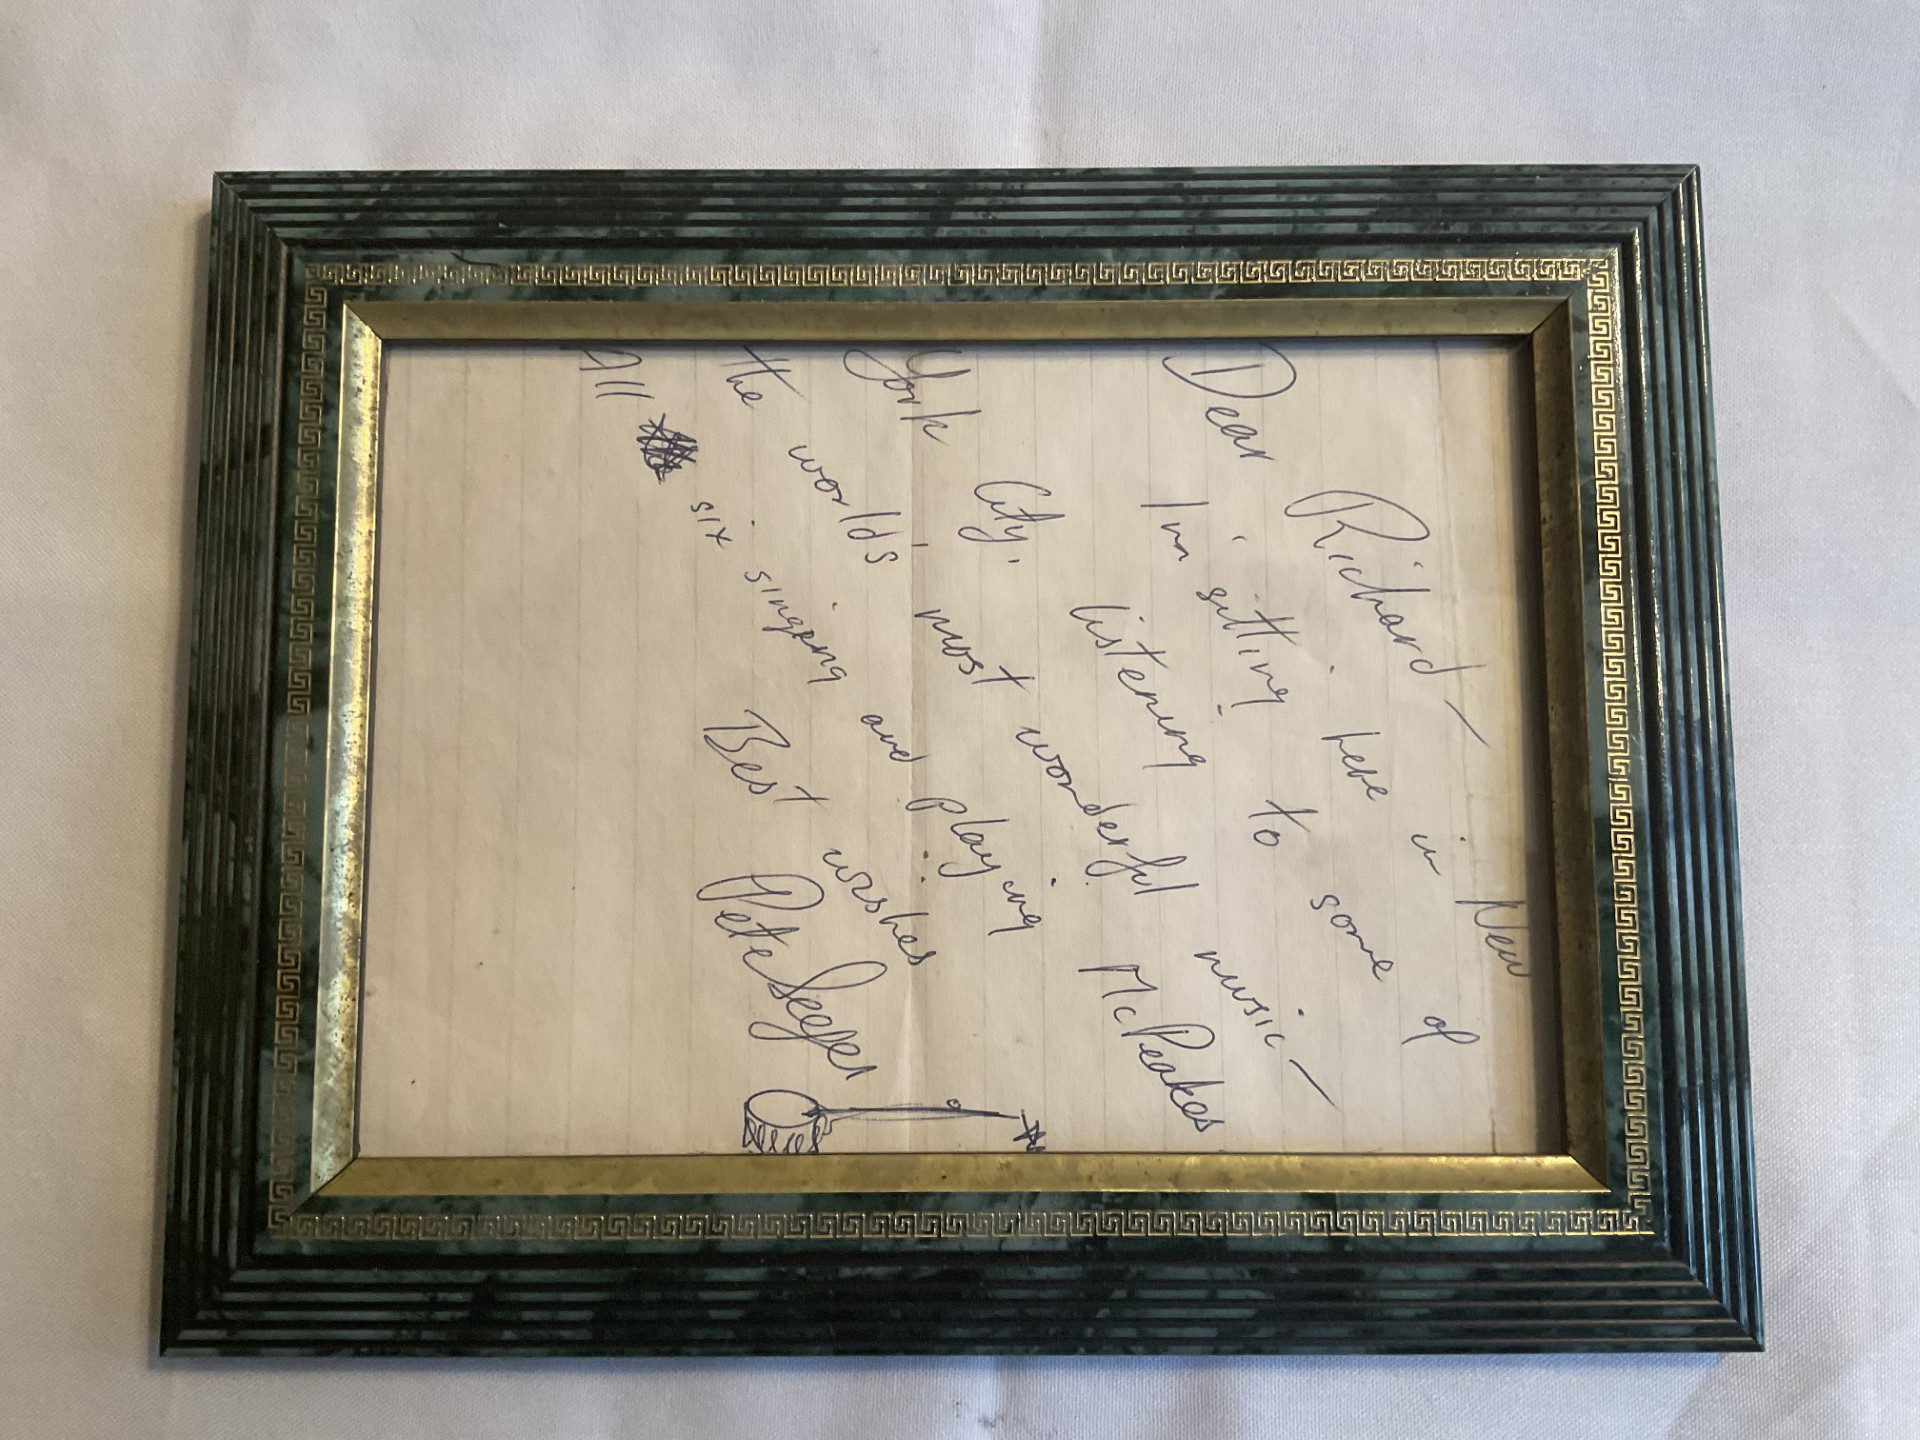 Dear Richard —
I'm sitting here in New
York City, listening to some of
the world's most wonderful music —
All six singing and playing McPeakes
Best wishes
Pete Seeger